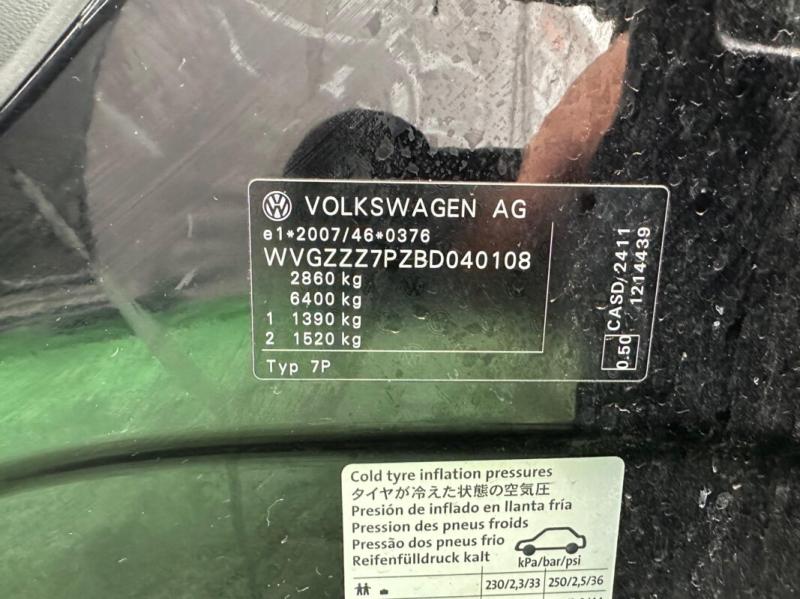 VOLKSWAGEN AG
e1*2007/46*0376
WVGZZZ7PZBD040108
2860 kg
6400 kg
1 1390 kg
2 1520 kg
Typ 7P
0.50 CASD/2411
1214439
Cold tyre inflation pressures
タイヤが冷えた状態の空気圧
Presión de inflado en llanta fría
Pression des pneus froids
Pressão dos pneus frio
Reifenfülldruck kalt
kPa/bar/psi
230/2,3/33 250/2,5/36